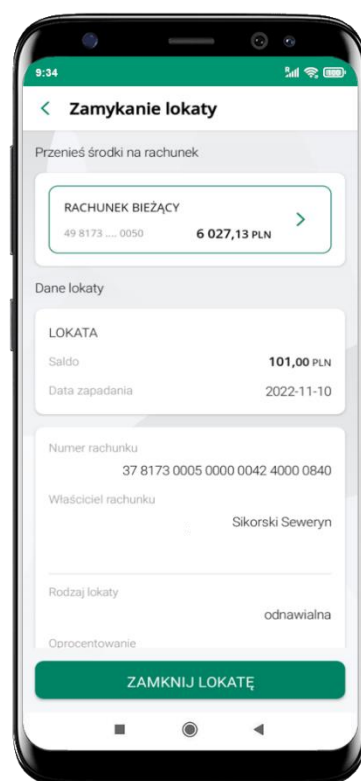 9:34
Zamykanie lokaty
Przenieś środki na rachunek
RACHUNEK BIEŻĄCY
49 8173 .... 0050 6 027,13 PLN
Dane lokaty
LOKATA
Saldo 101,00 PLN
Data zapadania 2022-11-10
Numer rachunku
37 8173 0005 0000 0042 4000 0840
Właściciel rachunku
Sikorski Seweryn
Rodzaj lokaty
odnawialna
Oprocentowanie
ZAMKNIJ LOKATĘ